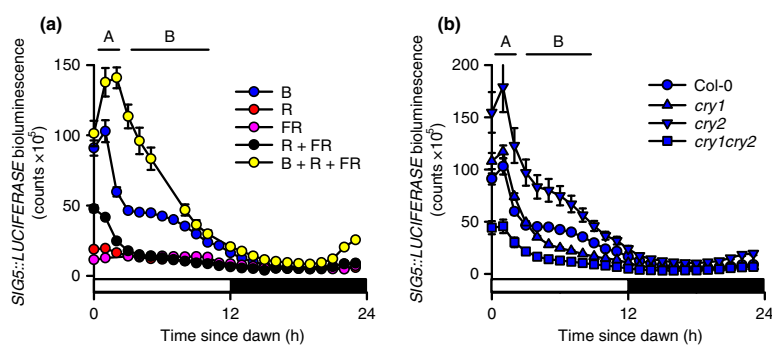 (a)
A B
SIG5::LUCIFERASE bioluminescence
(counts ×10⁵)
150
100
50
0
B
R
FR
R + FR
B + R + FR
0 12 24
Time since dawn (h)
(b)
A B
SIG5::LUCIFERASE bioluminescence
(counts ×10⁵)
200
150
100
50
0
Col-0
cry1
cry2
cry1cry2
0 12 24
Time since dawn (h)